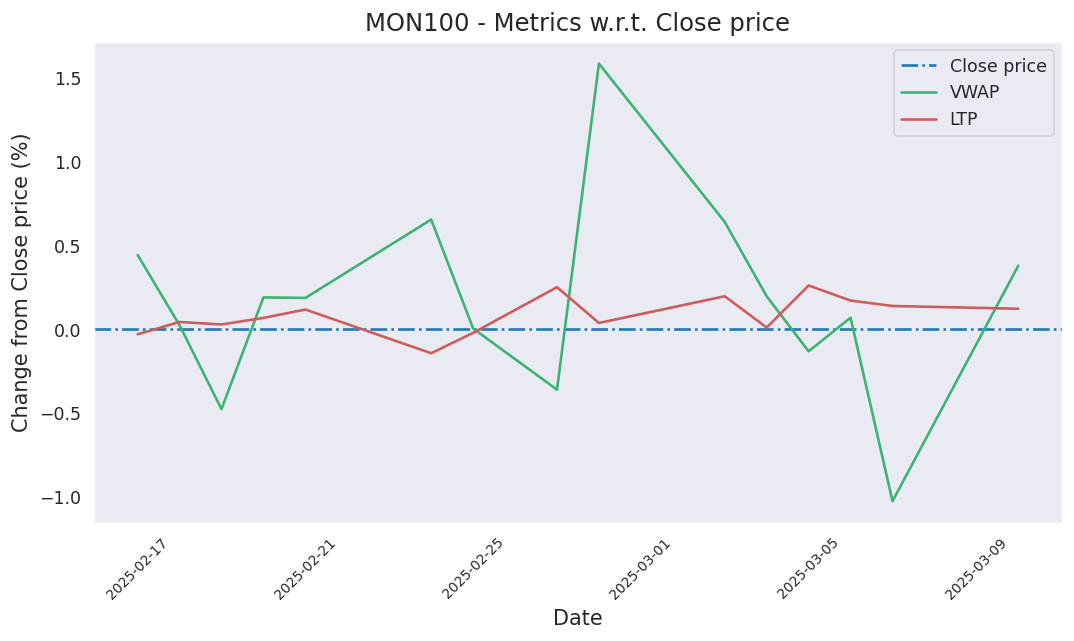 MON100 - Metrics w.r.t. Close price
Close price
VWAP
LTP
Change from Close price (%)
1.5
1.0
0.5
0.0
−0.5
−1.0
2025-02-17
2025-02-21
2025-02-25
2025-03-01
2025-03-05
2025-03-09
Date